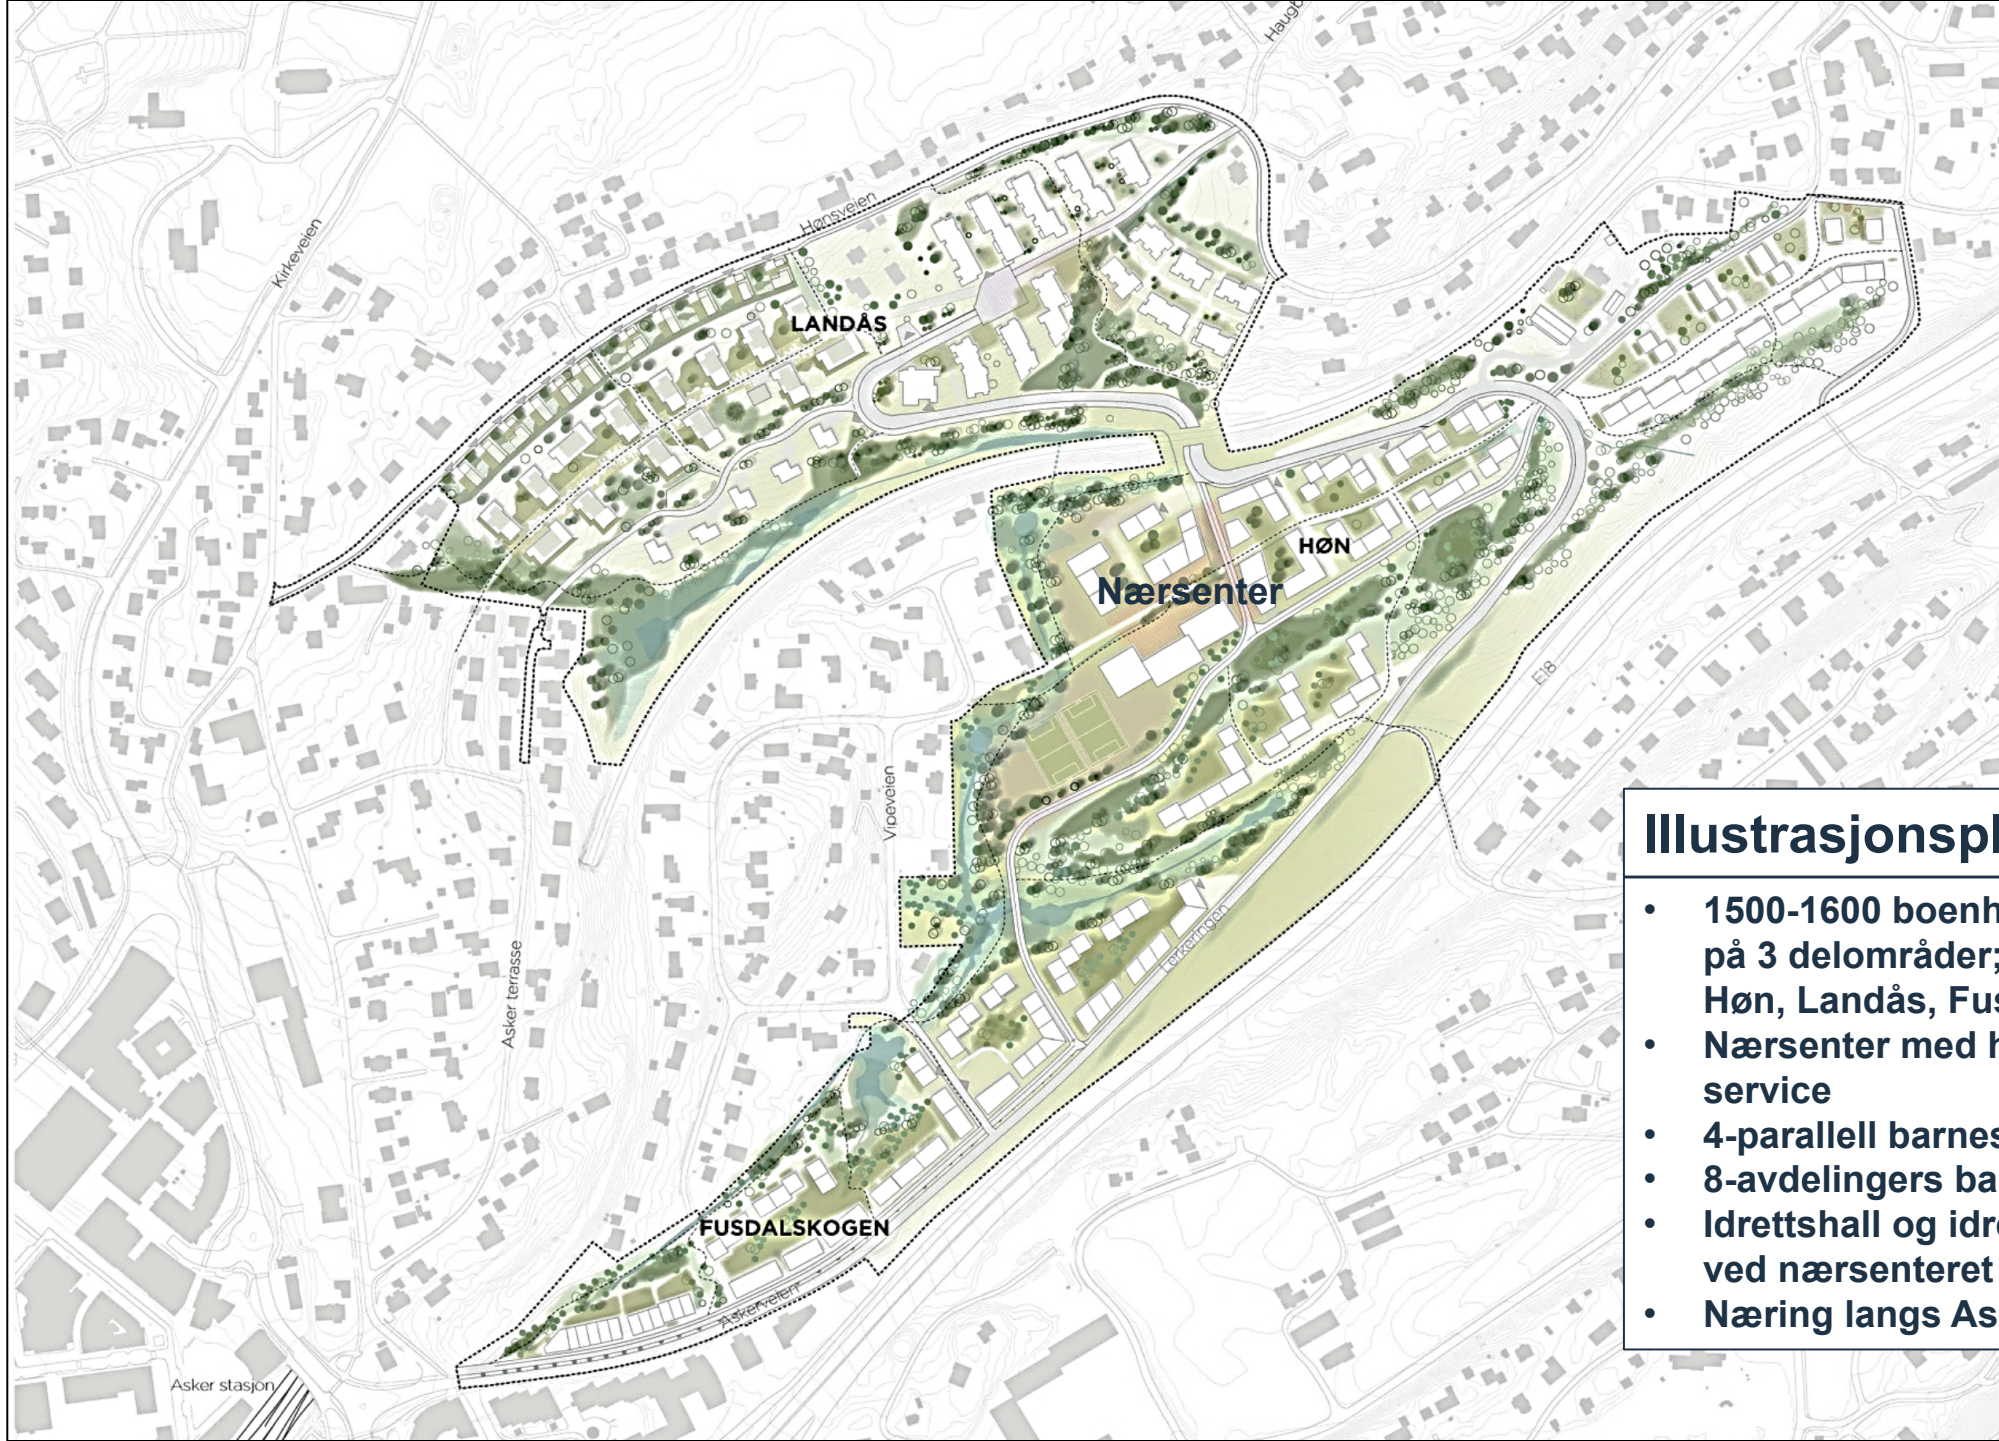 Haugb
Hønsveien
Kirkeveien
LANDÅS
HØN
Nærsenter
E18
Vipeveien
Illustrasjonspl
• 1500-1600 boenh
på 3 delområder;
Høn, Landås, Fus
• Nærsenter med h
service
• 4-parallell barnes
• 8-avdelingers ba
• Idrettshall og idre
ved nærsenteret
• Næring langs As
Lerkeringen
Asker terrasse
FUSDALSKOGEN
Askerveien
Asker stasjon